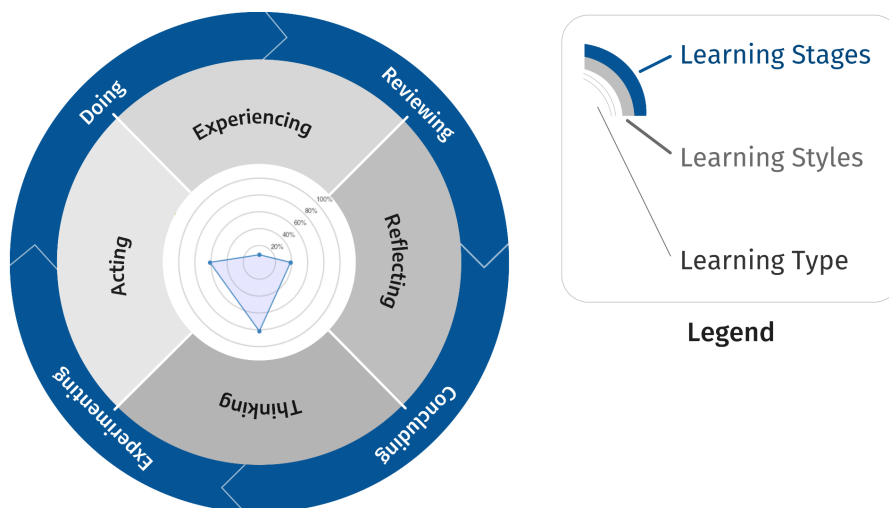 Doing
Reviewing
Experiencing
100%
80%
60%
40%
20%
Acting
Reflecting
Thinking
Experimenting
Concluding
Learning Stages
Learning Styles
Learning Type
Legend